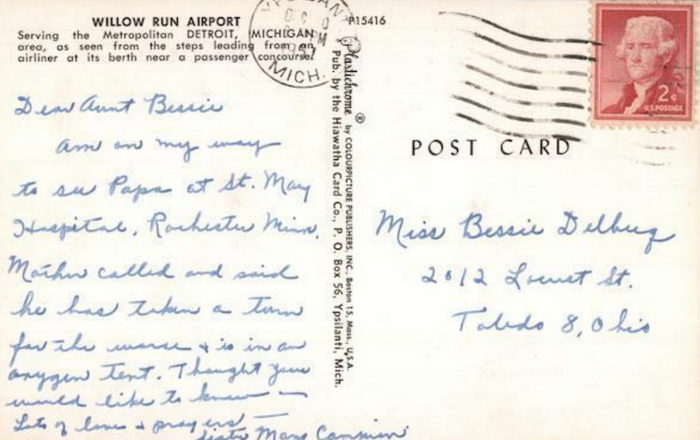 WILLOW RUN AIRPORT
Serving the Metropolitan DETROIT, MICHIGAN
area, as seen from the steps leading from an
airliner at its berth near a passenger concourse.
P15416
MICH.
2¢
U.S. POSTAGE
POST CARD
Plastichrome ® by COLOURPICTURE PUBLISHERS, INC., Boston 15, Mass., U.S.A.
Pub. by the Hiawatha Card Co., P. O. Box 56, Ypsilanti, Mich.
Dear Aunt Bessie
Am on my way
to see Papa at St. Mary
Hospital, Rochester Minn.
Mother called and said
he has taken a turn
for the worse & is in an
oxygen tent. Thought you
would like to know —
Lots of love & prayers —
Sister Mary
Miss Bessie
2012 Locust St.
Toledo 8, Ohio